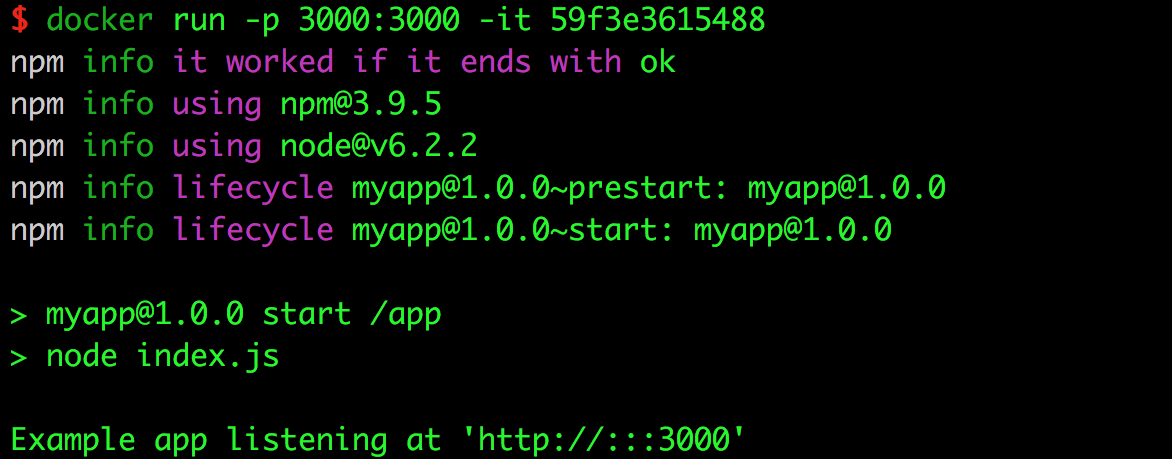 $ docker run -p 3000:3000 -it 59f3e3615488
npm info it worked if it ends with ok
npm info using npm@3.9.5
npm info using node@v6.2.2
npm info lifecycle myapp@1.0.0~prestart: myapp@1.0.0
npm info lifecycle myapp@1.0.0~start: myapp@1.0.0
> myapp@1.0.0 start /app
> node index.js
Example app listening at 'http://:::3000'